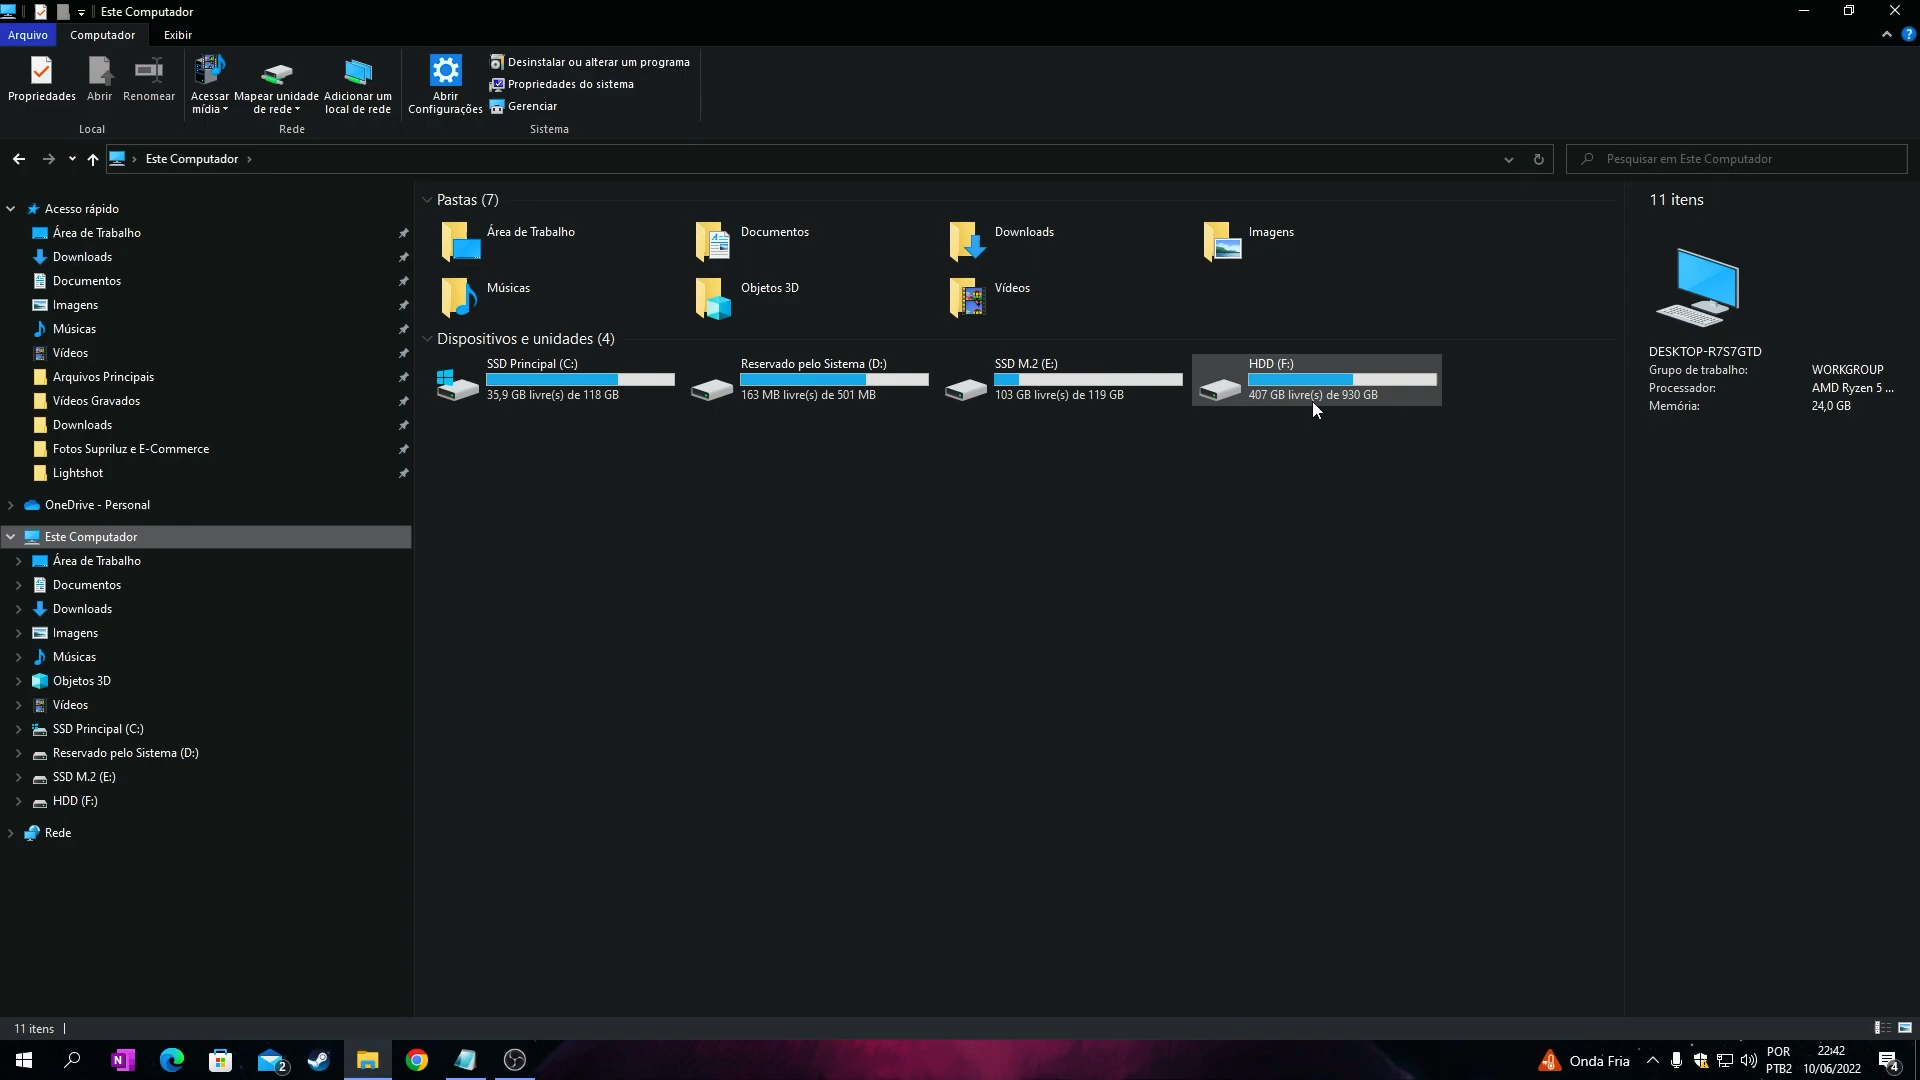 Este Computador
Arquivo
Computador
Exibir
Propriedades
Abrir
Renomear
Acessar mídia
Mapear unidade de rede
Adicionar um local de rede
Abrir Configurações
Desinstalar ou alterar um programa
Propriedades do sistema
Gerenciar
Local
Rede
Sistema
Este Computador
Pesquisar em Este Computador
Acesso rápido
Área de Trabalho
Downloads
Documentos
Imagens
Músicas
Vídeos
Arquivos Principais
Vídeos Gravados
Downloads
Fotos Supriluz e E-Commerce
Lightshot
OneDrive - Personal
Este Computador
Área de Trabalho
Documentos
Downloads
Imagens
Músicas
Objetos 3D
Vídeos
SSD Principal (C:)
Reservado pelo Sistema (D:)
SSD M.2 (E:)
HDD (F:)
Rede
Pastas (7)
Área de Trabalho
Documentos
Downloads
Imagens
Músicas
Objetos 3D
Vídeos
Dispositivos e unidades (4)
SSD Principal (C:)
35,9 GB livre(s) de 118 GB
Reservado pelo Sistema (D:)
163 MB livre(s) de 501 MB
SSD M.2 (E:)
103 GB livre(s) de 119 GB
HDD (F:)
407 GB livre(s) de 930 GB
11 itens
DESKTOP-R7S7GTD
Grupo de trabalho: WORKGROUP
Processador: AMD Ryzen 5 ...
Memória: 24,0 GB
11 itens
N
2
Onda Fria
POR
PTB2
22:42
10/06/2022
4